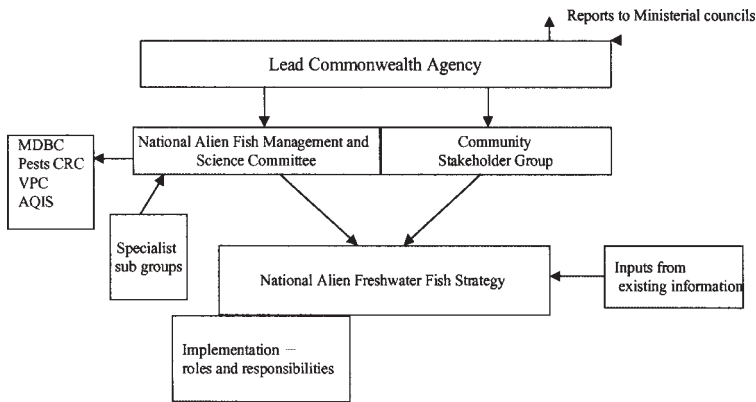 Reports to Ministerial councils
Lead Commonwealth Agency
National Alien Fish Management and
Science Committee
Community
Stakeholder Group
MDBC
Pests CRC
VPC
AQIS
Specialist
sub groups
National Alien Freshwater Fish Strategy
Inputs from
existing information
Implementation —
roles and responsibilities